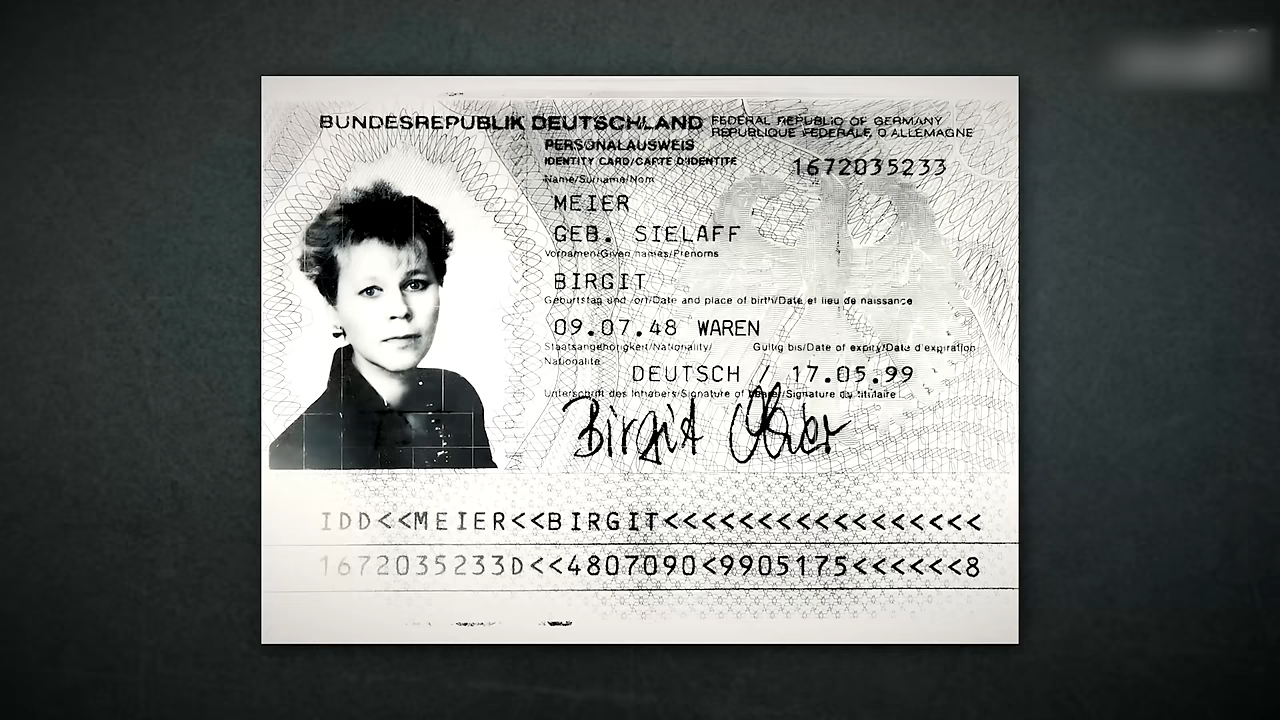 BUNDESREPUBLIK DEUTSCHLAND
FEDERAL REPUBLIC OF GERMANY
REPUBLIQUE FEDERALE D'ALLEMAGNE
PERSONALAUSWEIS
IDENTITY CARD/CARTE D'IDENTITE
1672035233
Name/Surname/Nom
MEIER
GEB. SIELAFF
Vornamen/Given names/Prenoms
BIRGIT
Geburtstag und -ort/Date and place of birth/Date et lieu de naissance
09.07.48 WAREN
Staatsangehörigkeit/Nationality/ Gültig bis/Date of expiry/Date d'expiration
Nationalité
DEUTSCH / 17.05.99
Unterschrift des Inhabers/Signature of bearer/Signature du titulaire
Birgit Meier
IDD<<MEIER<<BIRGIT<<<<<<<<<<<<<<<<<<
1672035233D<<4807090<9905175<<<<<<<8